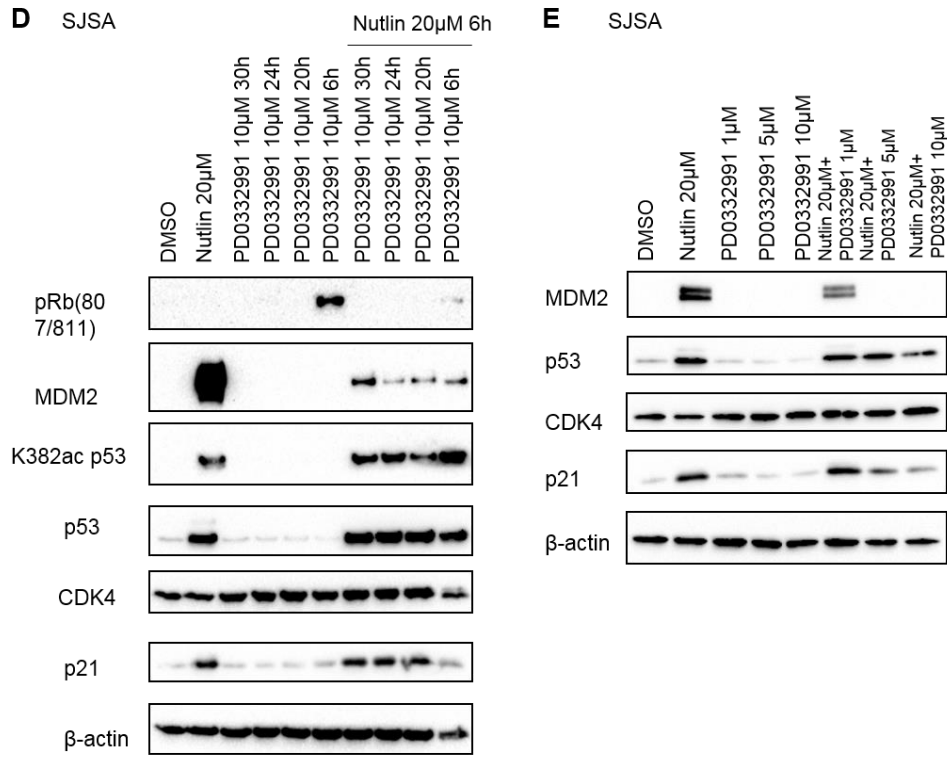 D SJSA
Nutlin 20μM 6h
DMSO
Nutlin 20μM
PD0332991 10μM 30h
PD0332991 10μM 24h
PD0332991 10μM 20h
PD0332991 10μM 6h
PD0332991 10μM 30h
PD0332991 10μM 24h
PD0332991 10μM 20h
PD0332991 10μM 6h
pRb(80
7/811)
MDM2
K382ac p53
p53
CDK4
p21
β-actin
E SJSA
DMSO
Nutlin 20μM
PD0332991 1μM
PD0332991 5μM
PD0332991 10μM
Nutlin 20μM+
PD0332991 1μM
Nutlin 20μM+
PD0332991 5μM
Nutlin 20μM+
PD0332991 10μM
MDM2
p53
CDK4
p21
β-actin